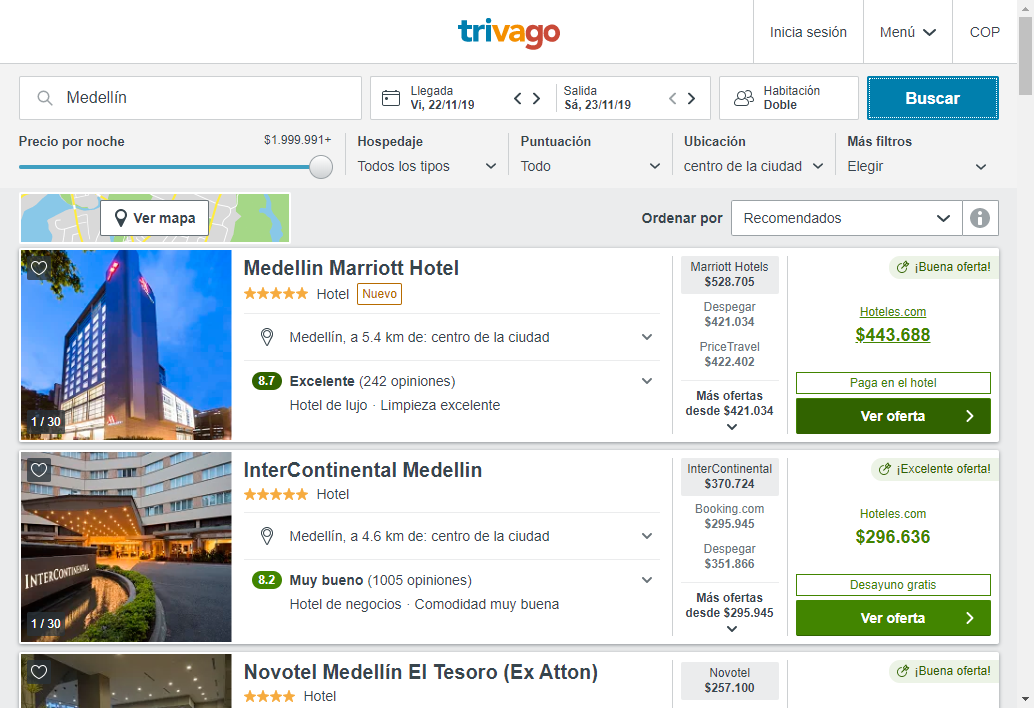 trivago
Inicia sesión
Menú
COP
Medellín
Llegada
Vi, 22/11/19
Salida
Sá, 23/11/19
Habitación
Doble
Buscar
Precio por noche
$1.999.991+
Hospedaje
Todos los tipos
Puntuación
Todo
Ubicación
centro de la ciudad
Más filtros
Elegir
Ver mapa
Ordenar por
Recomendados
1 / 30
Medellin Marriott Hotel
Hotel
Nuevo
Medellín, a 5.4 km de: centro de la ciudad
8.7 Excelente (242 opiniones)
Hotel de lujo · Limpieza excelente
Marriott Hotels
$528.705
Despegar
$421.034
PriceTravel
$422.402
Más ofertas
desde $421.034
¡Buena oferta!
Hoteles.com
$443.688
Paga en el hotel
Ver oferta
INTERCONTINENTAL
1 / 30
InterContinental Medellin
Hotel
Medellín, a 4.6 km de: centro de la ciudad
8.2 Muy bueno (1005 opiniones)
Hotel de negocios · Comodidad muy buena
InterContinental
$370.724
Booking.com
$295.945
Despegar
$351.866
Más ofertas
desde $295.945
¡Excelente oferta!
Hoteles.com
$296.636
Desayuno gratis
Ver oferta
Novotel Medellín El Tesoro (Ex Atton)
Hotel
Novotel
$257.100
¡Buena oferta!